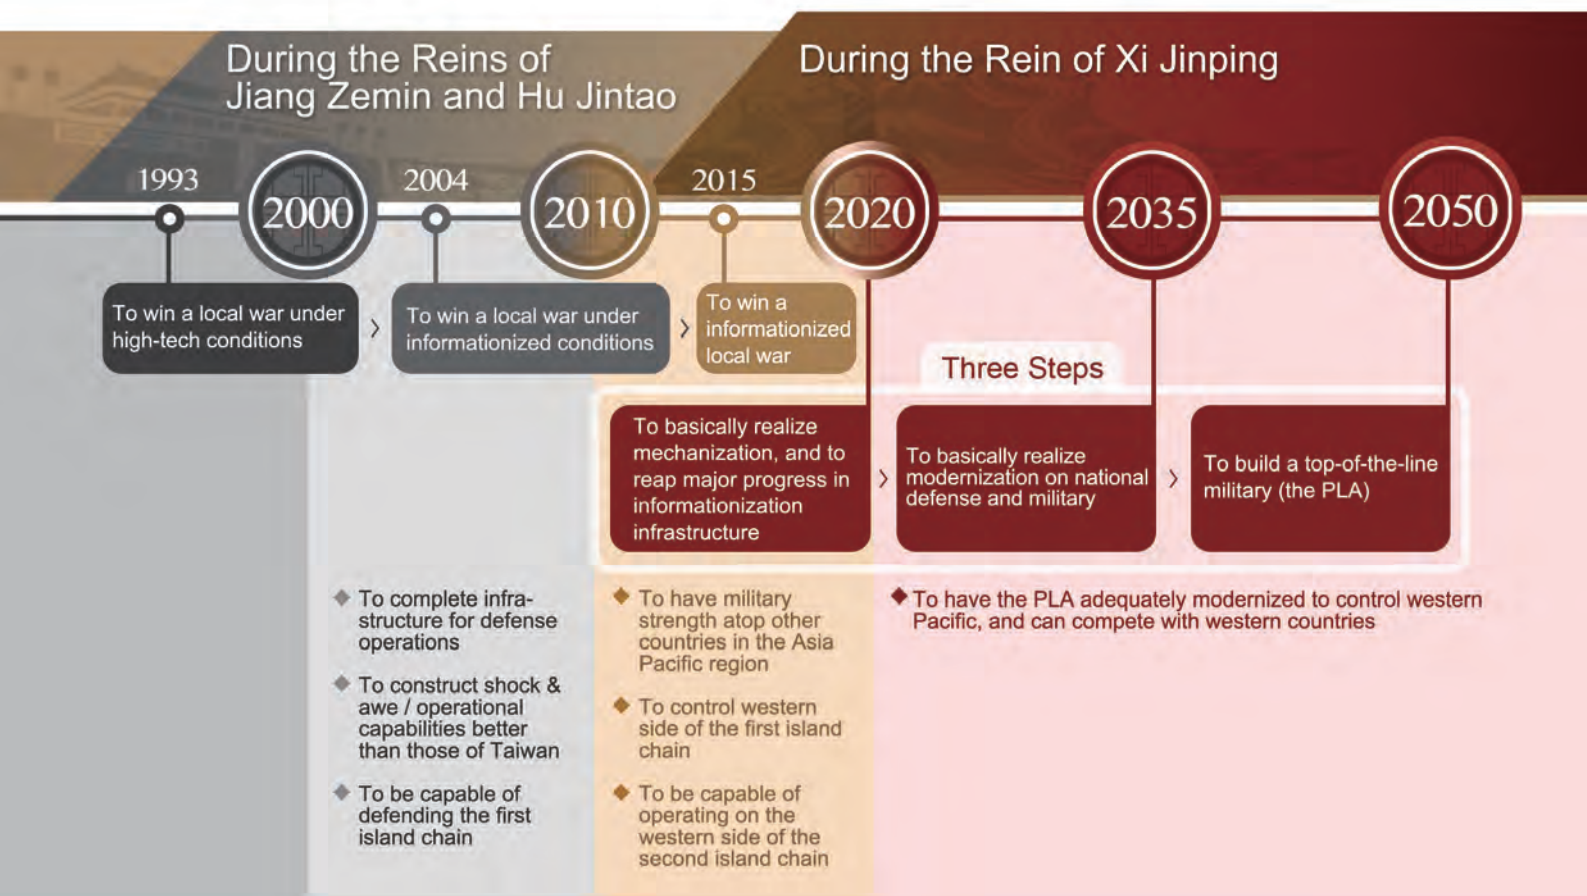 During the Reins of
Jiang Zemin and Hu Jintao
During the Rein of Xi Jinping
1993
2000
2004
2010
2015
2020
2035
2050
To win a local war under
high-tech conditions
>
To win a local war under
informationized conditions
>
To win a
informationized
local war
Three Steps
To basically realize
mechanization, and to
reap major progress in
informationization
infrastructure
>
To basically realize
modernization on national
defense and military
>
To build a top-of-the-line
military (the PLA)
To complete infra-
structure for defense
operations
To construct shock &
awe / operational
capabilities better
than those of Taiwan
To be capable of
defending the first
island chain
To have military
strength atop other
countries in the Asia
Pacific region
To control western
side of the first island
chain
To be capable of
operating on the
western side of the
second island chain
To have the PLA adequately modernized to control western
Pacific, and can compete with western countries